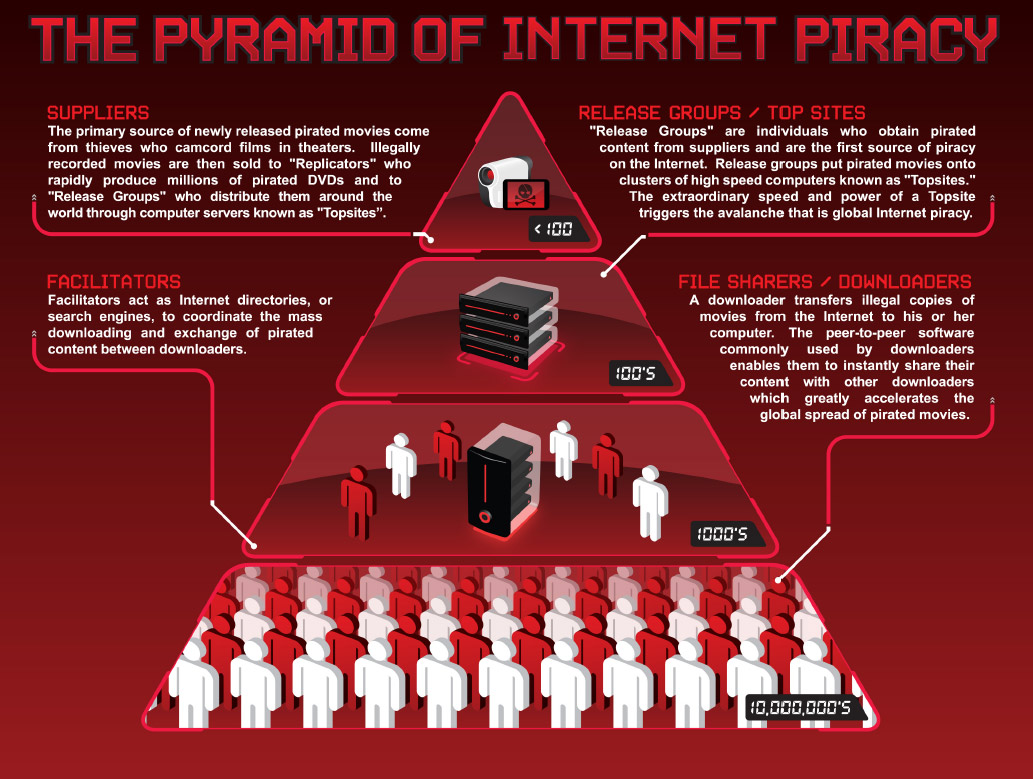 THE PYRAMID OF INTERNET PIRACY
SUPPLIERS
The primary source of newly released pirated movies come
from thieves who camcord films in theaters. Illegally
recorded movies are then sold to "Replicators" who
rapidly produce millions of pirated DVDs and to
"Release Groups" who distribute them around the
world through computer servers known as "Topsites".
RELEASE GROUPS / TOP SITES
"Release Groups" are individuals who obtain pirated
content from suppliers and are the first source of piracy
on the Internet. Release groups put pirated movies onto
clusters of high speed computers known as "Topsites."
The extraordinary speed and power of a Topsite
triggers the avalanche that is global Internet piracy.
<100
FACILITATORS
Facilitators act as Internet directories, or
search engines, to coordinate the mass
downloading and exchange of pirated
content between downloaders.
FILE SHARERS / DOWNLOADERS
A downloader transfers illegal copies of
movies from the Internet to his or her
computer. The peer-to-peer software
commonly used by downloaders
enables them to instantly share their
content with other downloaders
which greatly accelerates the
global spread of pirated movies.
100'S
1000'S
10,000,000'S